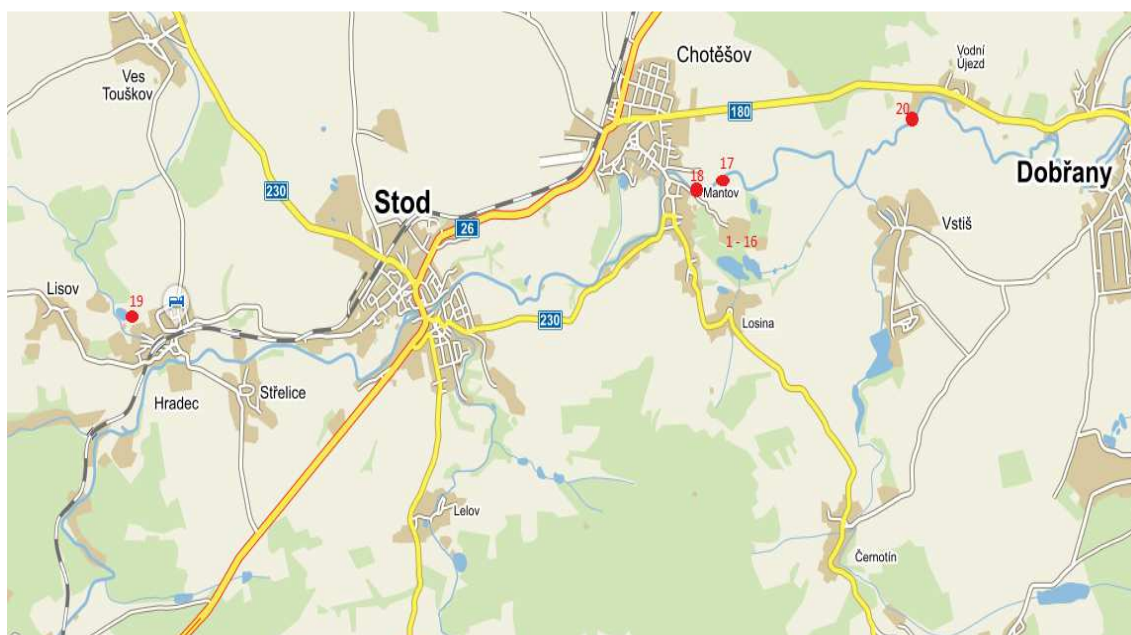 Ves
Touškov
Chotěšov
Vodní
Újezd
180
20
Dobřany
17
18
Mantov
230
Stod
26
1 - 16
Vstiš
Lisov
19
230
Losina
Střelice
Hradec
Lelov
Černotín